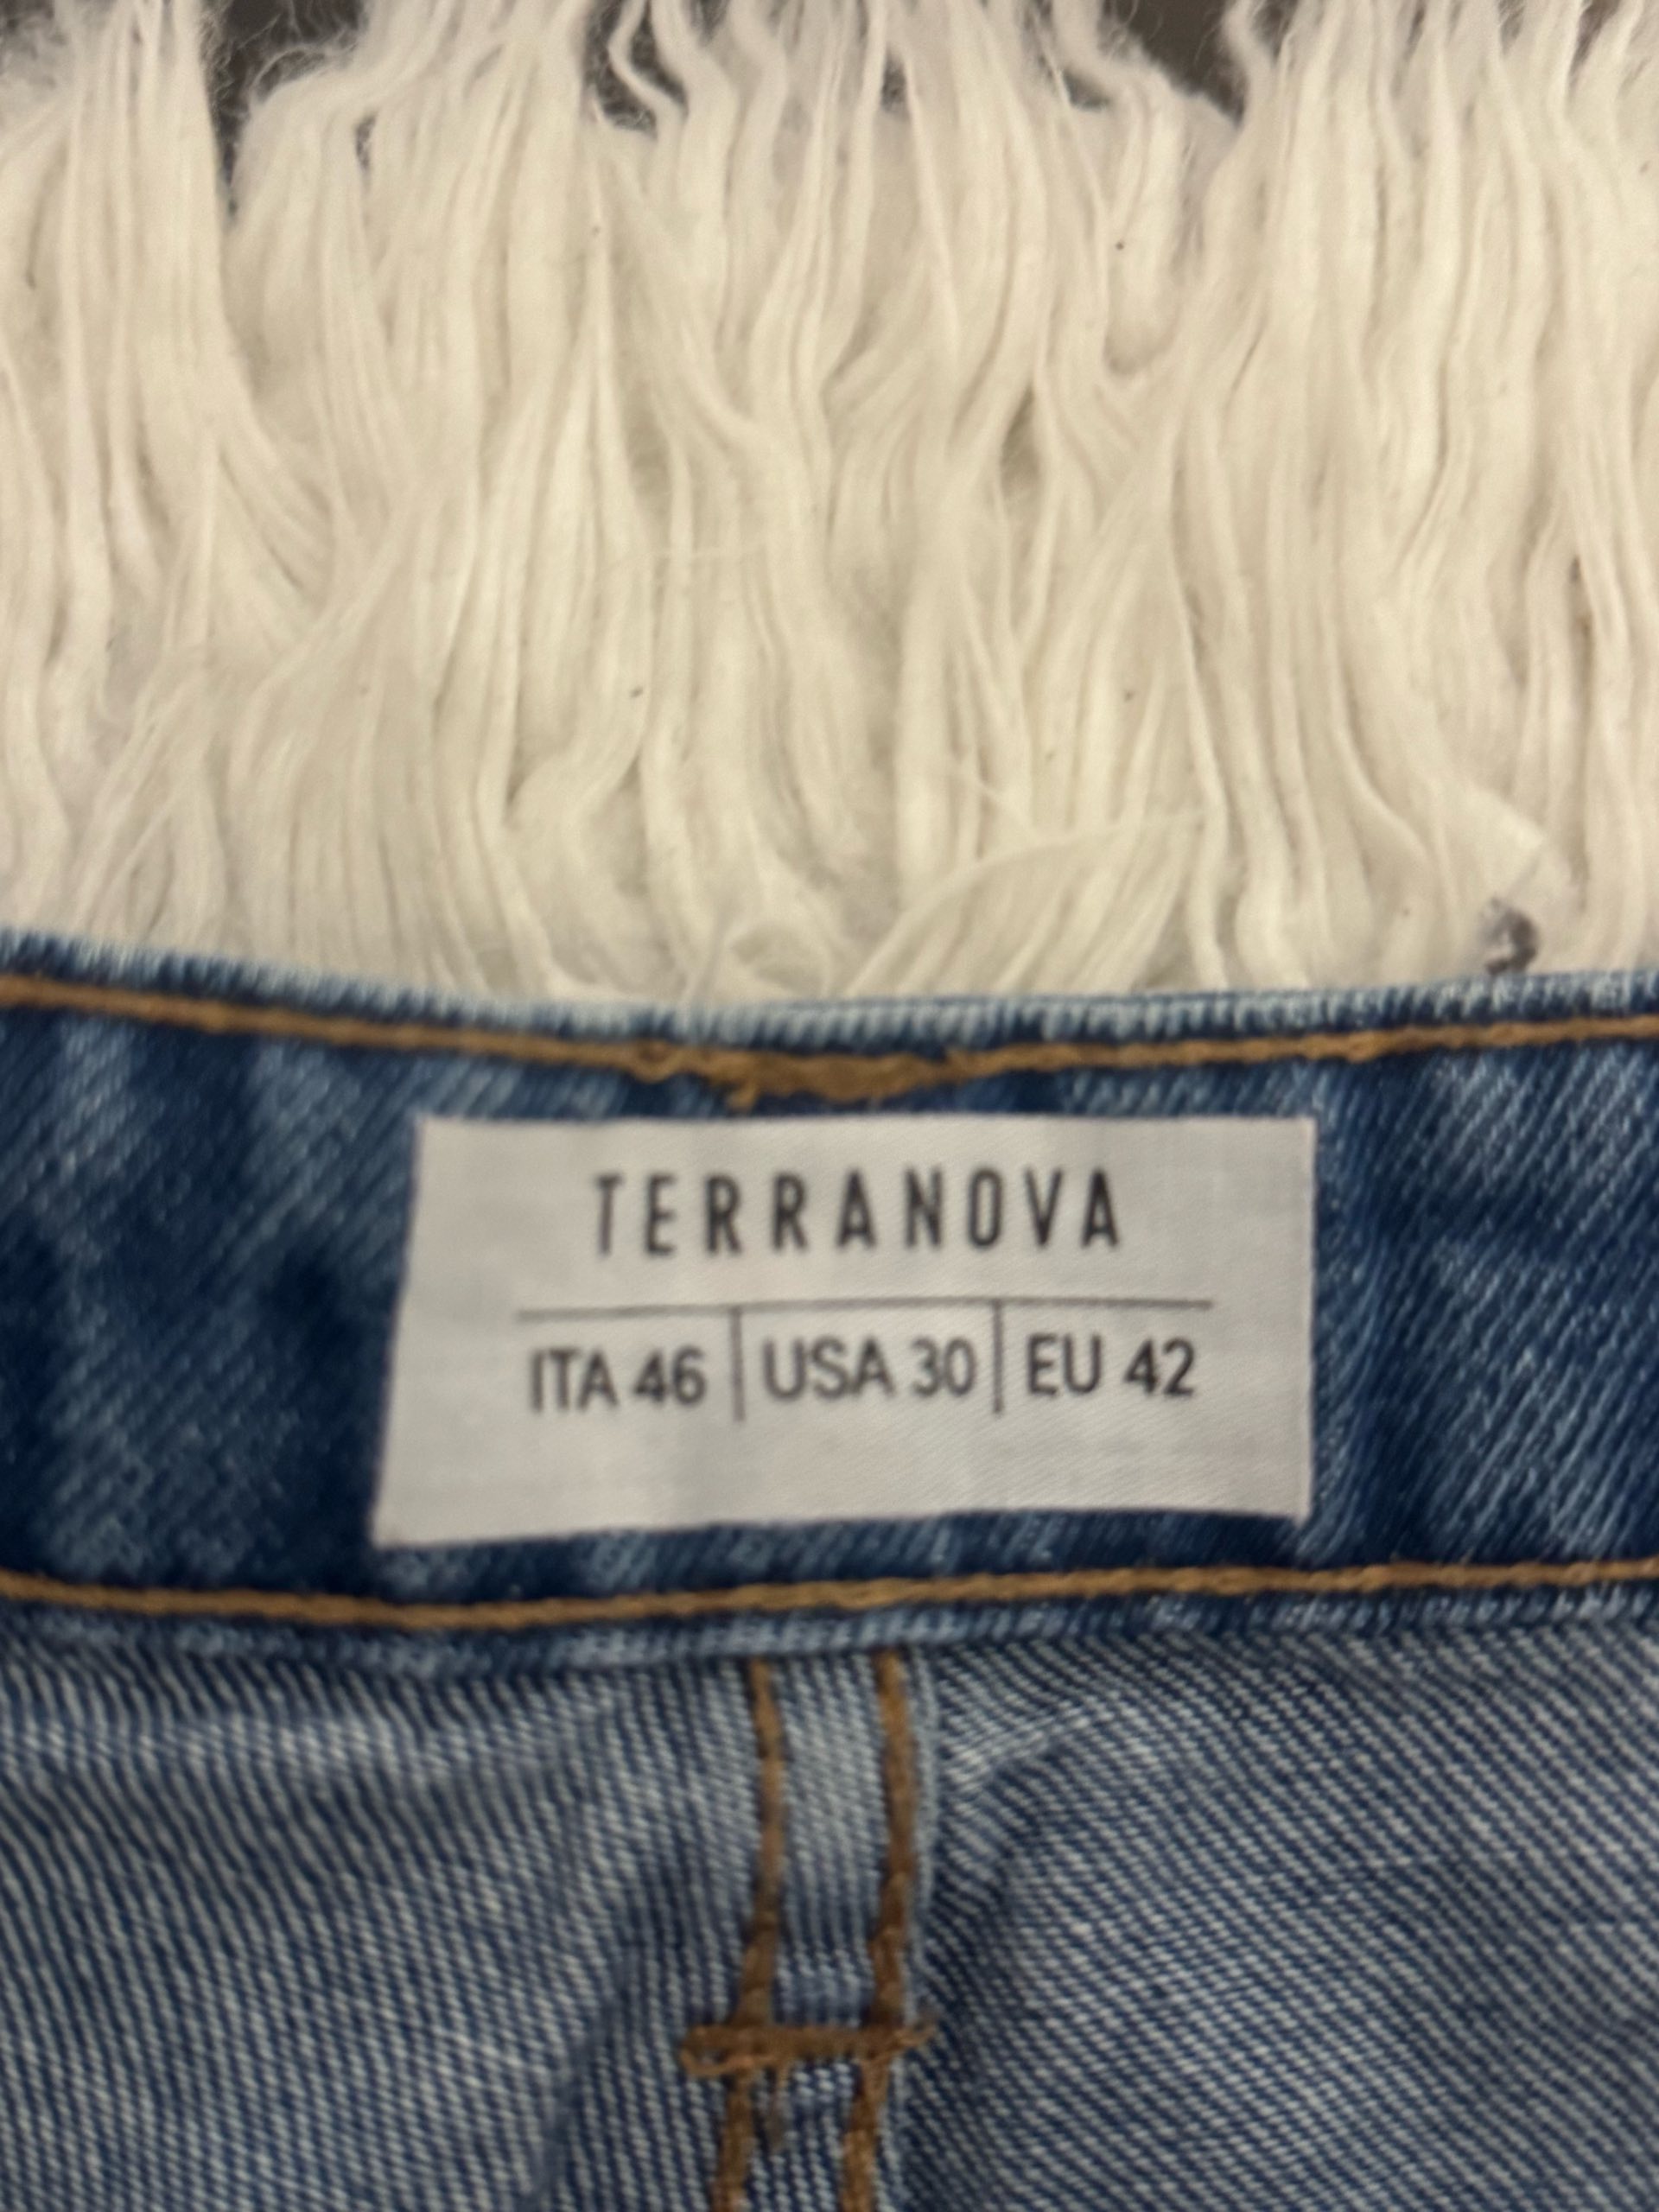 TERRANOVA
ITA 46 | USA 30 | EU 42